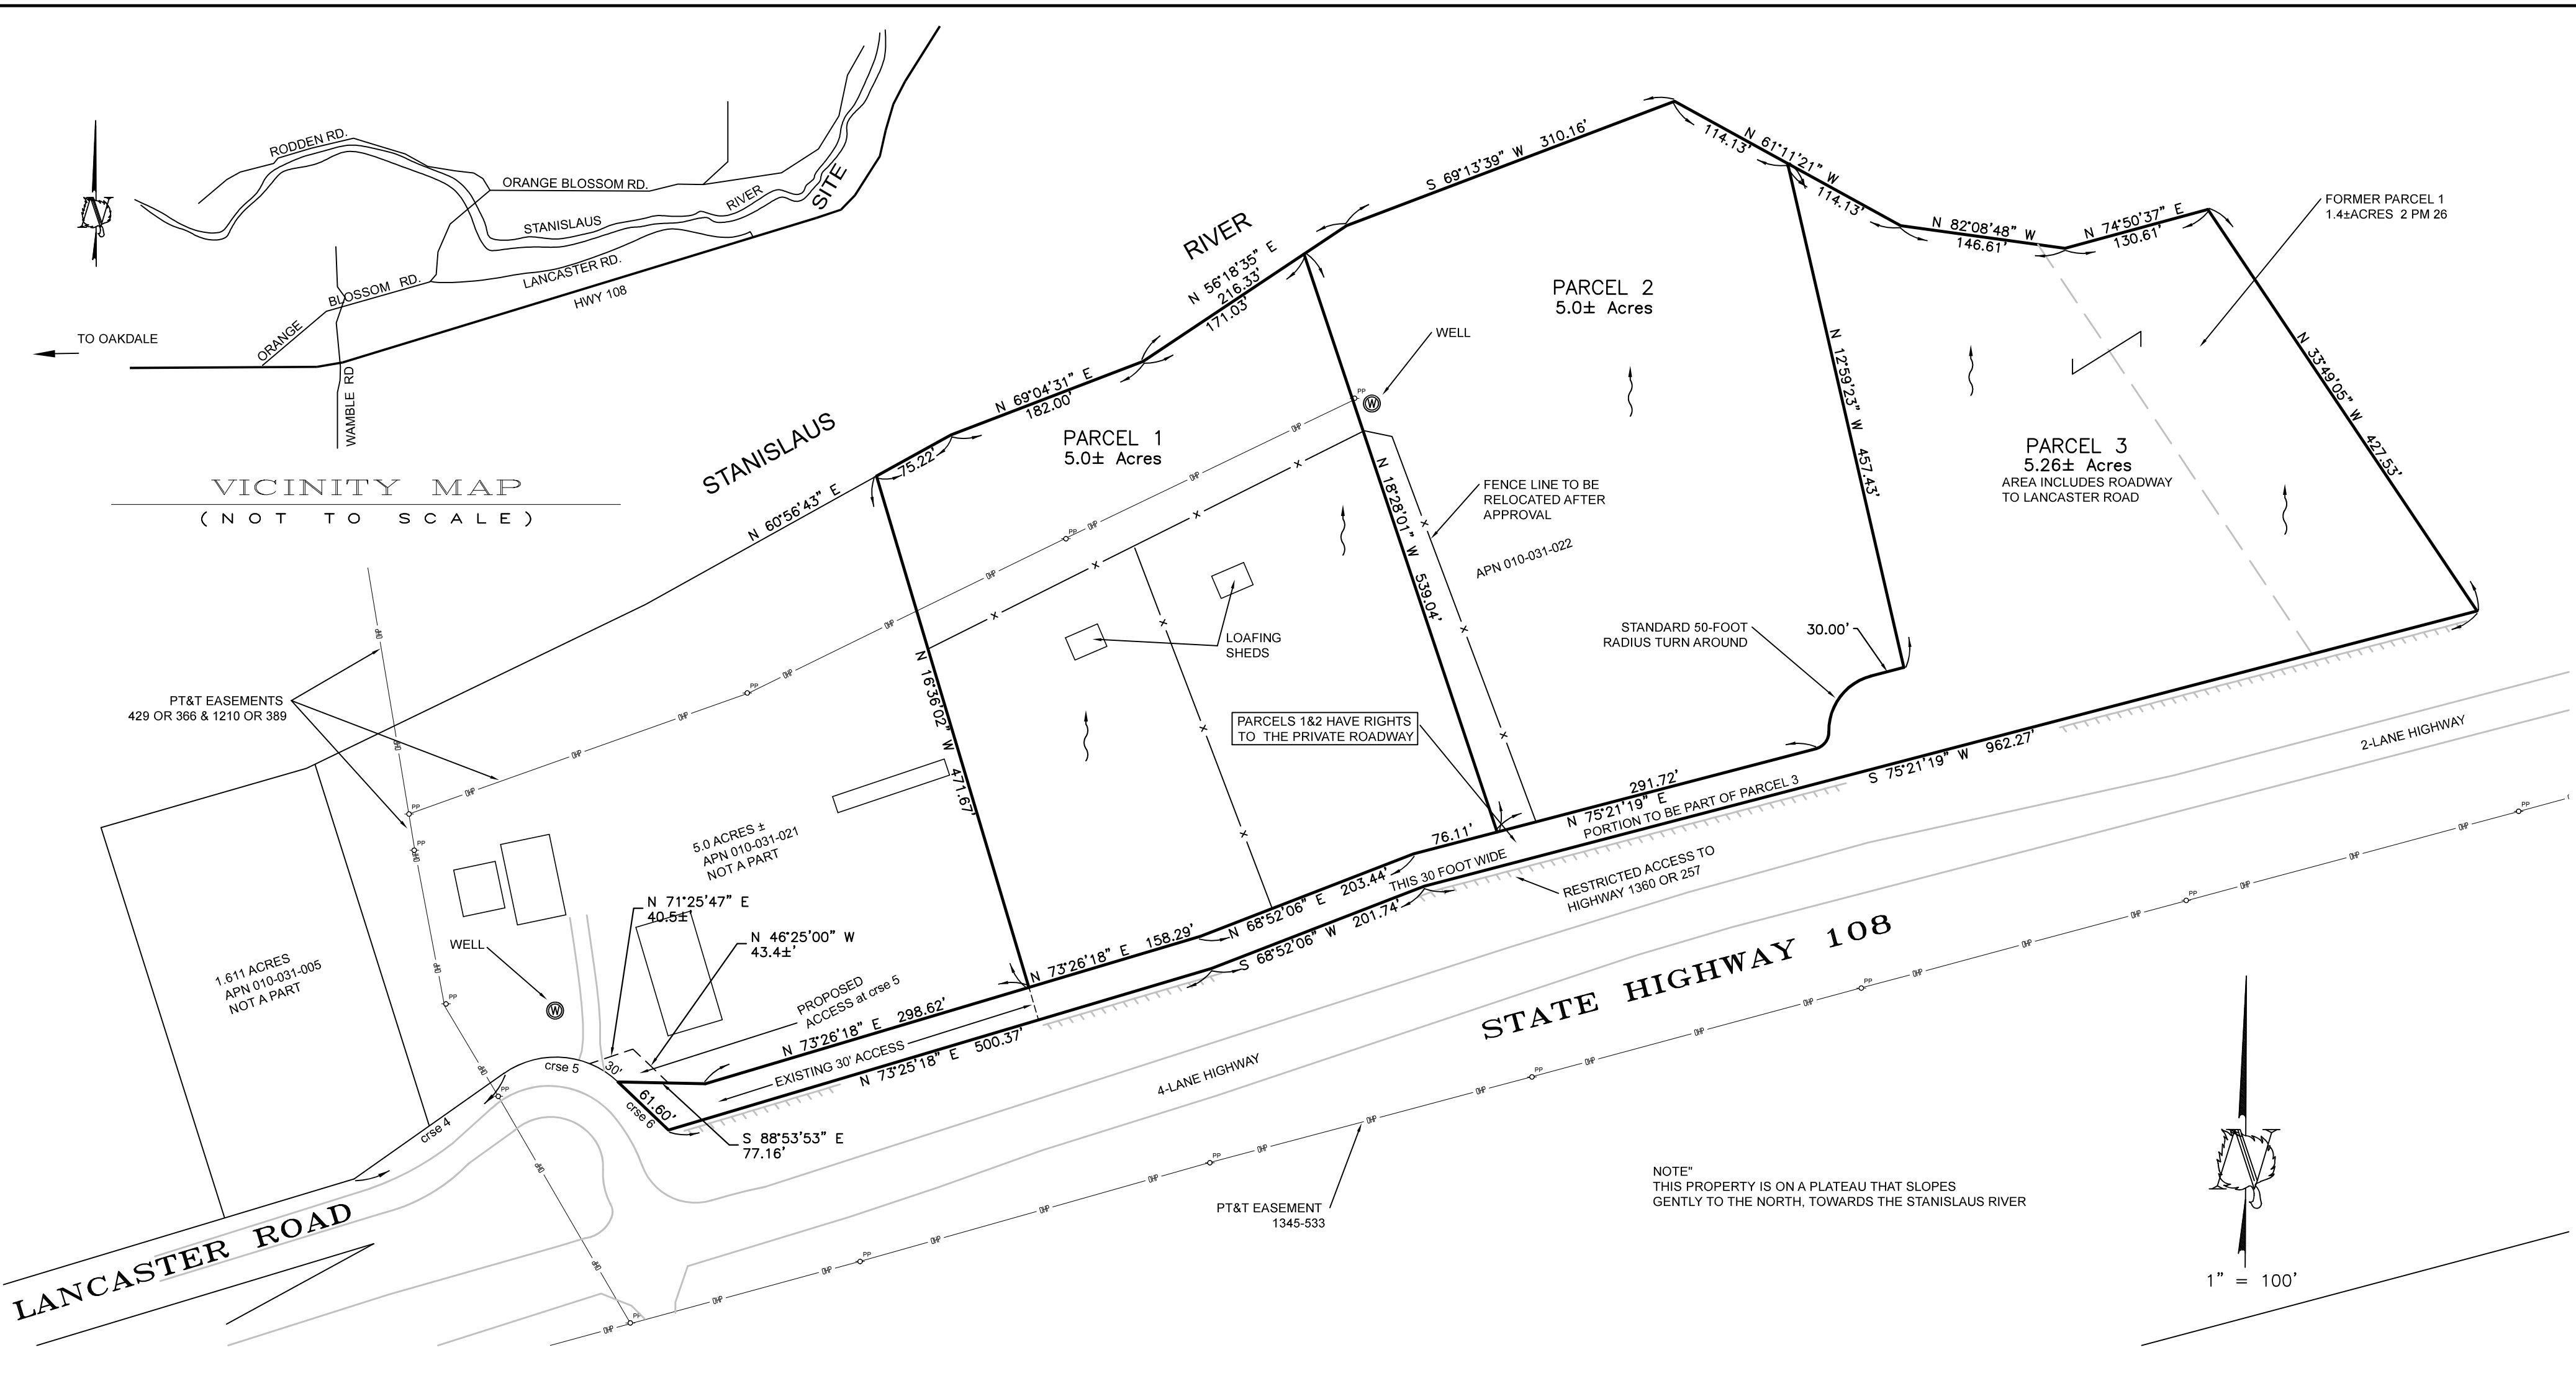 RODDEN RD.
ORANGE BLOSSOM RD.
STANISLAUS
RIVER
SITE
BLOSSOM RD.
LANCASTER RD.
HWY 108
ORANGE
TO OAKDALE
WAMBLE RD
VICINITY MAP
(NOT TO SCALE)
STANISLAUS
RIVER
N 60°56'43" E
75.22'
N 69°04'31" E
182.00'
N 56°18'35" E
216.33'
171.03'
S 69°13'39" W 310.16'
114.13'
N 61°11'21" W
114.13'
N 82°08'48" W
146.61'
N 74°50'37" E
130.61'
FORMER PARCEL 1
1.4±ACRES 2 PM 26
N 33°49'05" W 427.53'
PARCEL 1
5.0± Acres
PARCEL 2
5.0± Acres
PARCEL 3
5.26± Acres
AREA INCLUDES ROADWAY
TO LANCASTER ROAD
WELL
W
PP
N 12°59'23" W 457.43'
N 18°28'01" W 539.04'
N 16°36'02" W 471.67'
FENCE LINE TO BE
RELOCATED AFTER
APPROVAL
APN 010-031-022
LOAFING
SHEDS
STANDARD 50-FOOT
RADIUS TURN AROUND
30.00'
PARCELS 1&2 HAVE RIGHTS
TO THE PRIVATE ROADWAY
PT&T EASEMENTS
429 OR 366 & 1210 OR 389
OHP
PP
5.0 ACRES ±
APN 010-031-021
NOT A PART
1.611 ACRES
APN 010-031-005
NOT A PART
WELL
W
N 71°25'47" E
40.5±'
N 46°25'00" W
43.4±'
PROPOSED
ACCESS at crse 5
N 73°26'18" E 298.62'
EXISTING 30' ACCESS
N 73°25'18" E 500.37'
N 73°26'18" E 158.29'
N 68°52'06" E 203.44'
S 68°52'06" W 201.74'
76.11'
THIS 30 FOOT WIDE
291.72'
N 75°21'19" E
PORTION TO BE PART OF PARCEL 3
S 75°21'19" W 962.27'
RESTRICTED ACCESS TO
HIGHWAY 1360 OR 257
2-LANE HIGHWAY
4-LANE HIGHWAY
STATE HIGHWAY 108
crse 4
crse 5
30'
61.60'
crse 6
S 88°53'53" E
77.16'
LANCASTER ROAD
PT&T EASEMENT
1345-533
NOTE"
THIS PROPERTY IS ON A PLATEAU THAT SLOPES
GENTLY TO THE NORTH, TOWARDS THE STANISLAUS RIVER
N
1" = 100'